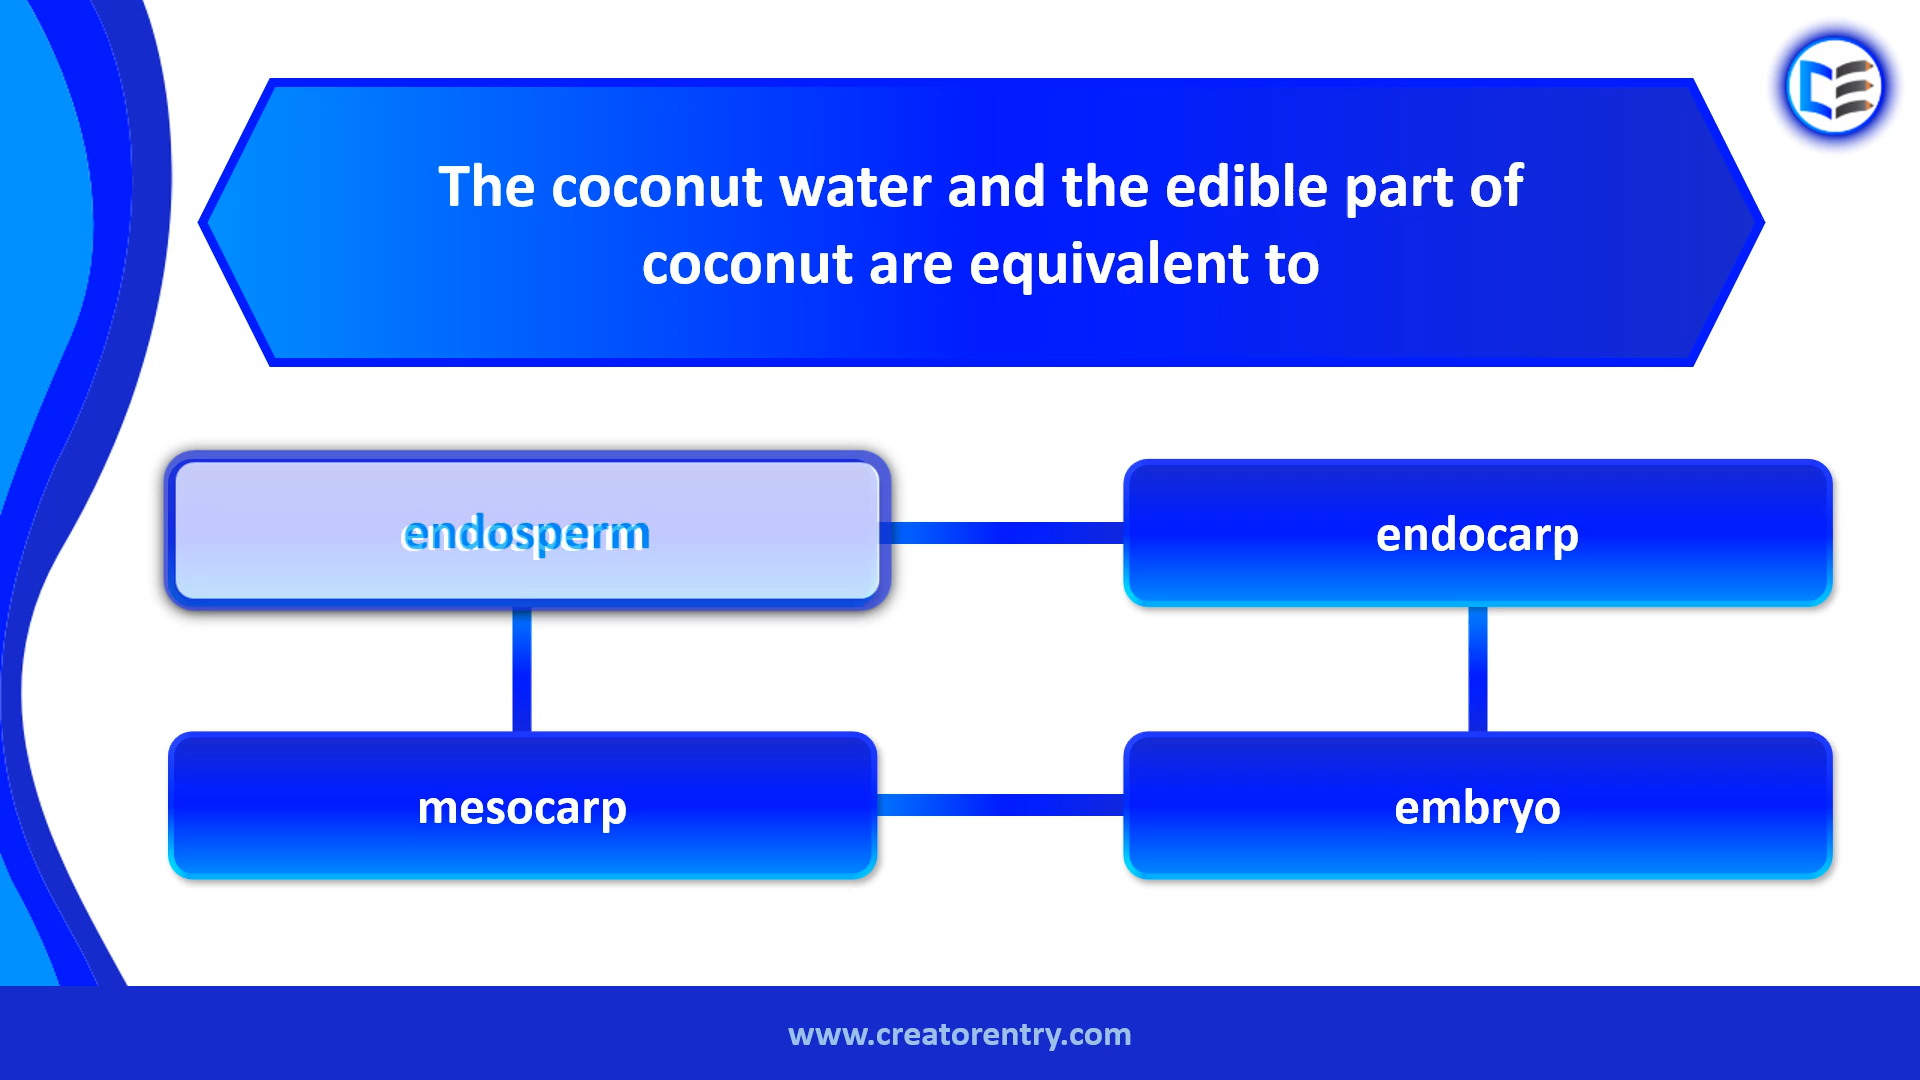 The coconut water and the edible part of
coconut are equivalent to
endosperm
endocarp
mesocarp
embryo
www.creatorentry.com